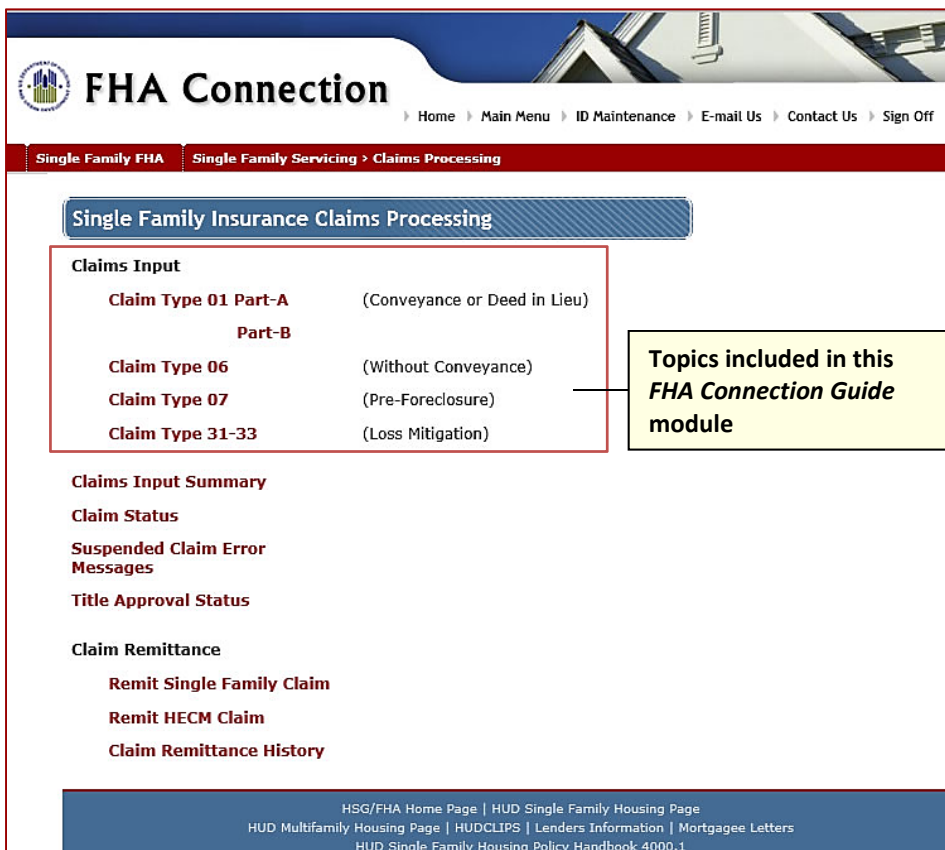 FHA Connection
Home Main Menu ID Maintenance E-mail Us Contact Us Sign Off
Single Family FHA Single Family Servicing > Claims Processing
Single Family Insurance Claims Processing
Claims Input
Claim Type 01 Part-A (Conveyance or Deed in Lieu)
Part-B
Claim Type 06 (Without Conveyance)
Claim Type 07 (Pre-Foreclosure)
Claim Type 31-33 (Loss Mitigation)
Topics included in this
FHA Connection Guide
module
Claims Input Summary
Claim Status
Suspended Claim Error
Messages
Title Approval Status
Claim Remittance
Remit Single Family Claim
Remit HECM Claim
Claim Remittance History
HSG/FHA Home Page | HUD Single Family Housing Page
HUD Multifamily Housing Page | HUDCLIPS | Lenders Information | Mortgagee Letters
HUD Single Family Housing Policy Handbook 4000.1